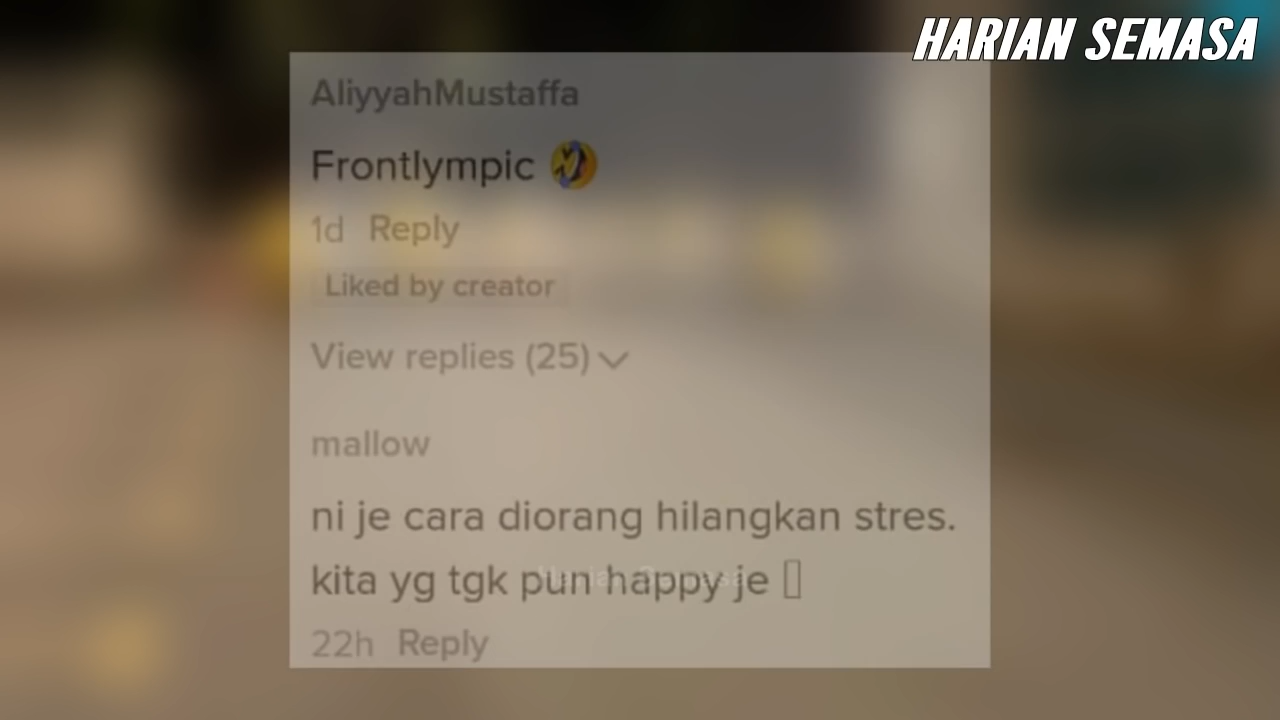 HARIAN SEMASA
AliyyahMustaffa
Frontlympic 🤣
1d Reply
Liked by creator
View replies (25)
mallow
ni je cara diorang hilangkan stres.
kita yg tgk pun happy je
22h Reply